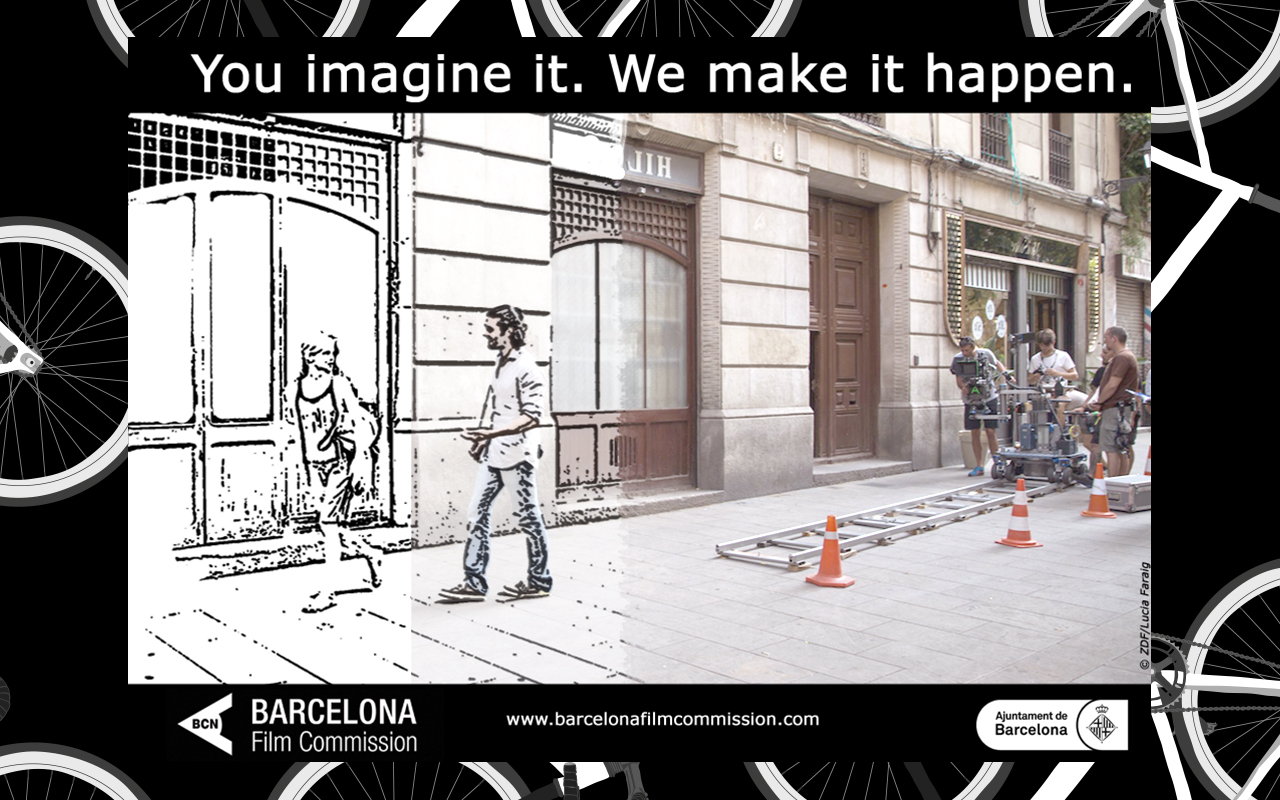 You imagine it. We make it happen.
HIL
© ZDF/Lucia Faraig
BCN
BARCELONA
Film Commission
www.barcelonafilmcommission.com
Ajuntament de
Barcelona